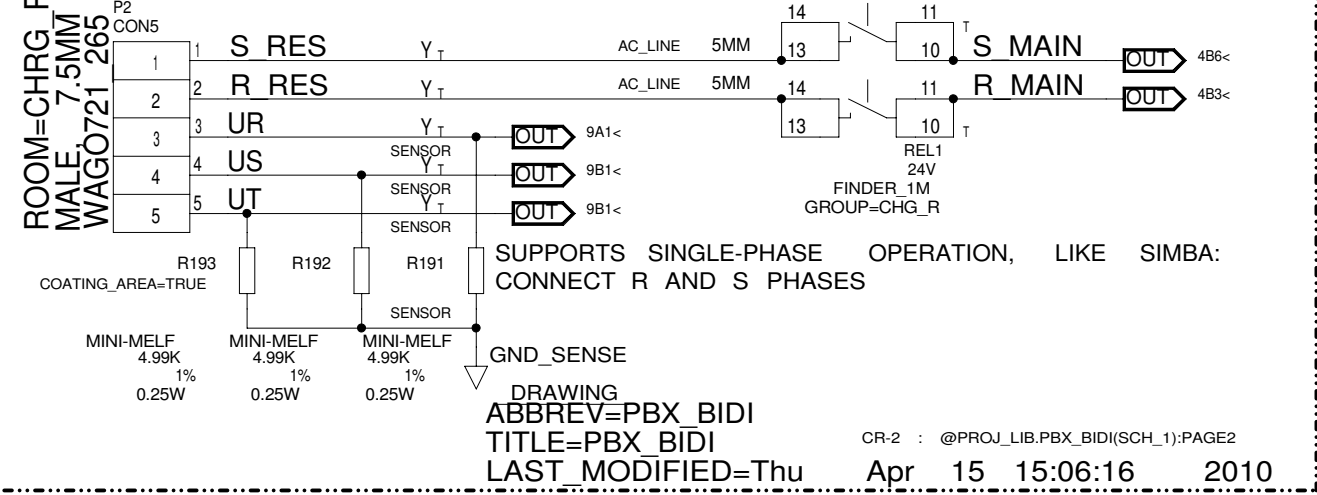 ROOM=CHRG_
MALE, 7.5MM
WAGO721 265
P2
CON5
14 11
1 1 S_RES Y T AC_LINE 5MM 13 10 T S_MAIN OUT 4B6<
2 2 R_RES Y T AC_LINE 5MM 14 11 R_MAIN OUT 4B3<
3 3 UR Y T OUT 9A1< 13 10 T
SENSOR REL1
4 4 US Y T OUT 9B1< 24V
SENSOR FINDER_1M
5 5 UT Y T OUT 9B1< GROUP=CHG_R
SENSOR
R193 R192 R191 SUPPORTS SINGLE-PHASE OPERATION, LIKE SIMBA:
COATING_AREA=TRUE CONNECT R AND S PHASES
SENSOR
MINI-MELF MINI-MELF MINI-MELF
4.99K 4.99K 4.99K GND_SENSE
1% 1% 1%
0.25W 0.25W 0.25W DRAWING
ABBREV=PBX_BIDI
TITLE=PBX_BIDI CR-2 : @PROJ_LIB.PBX_BIDI(SCH_1):PAGE2
LAST_MODIFIED=Thu Apr 15 15:06:16 2010